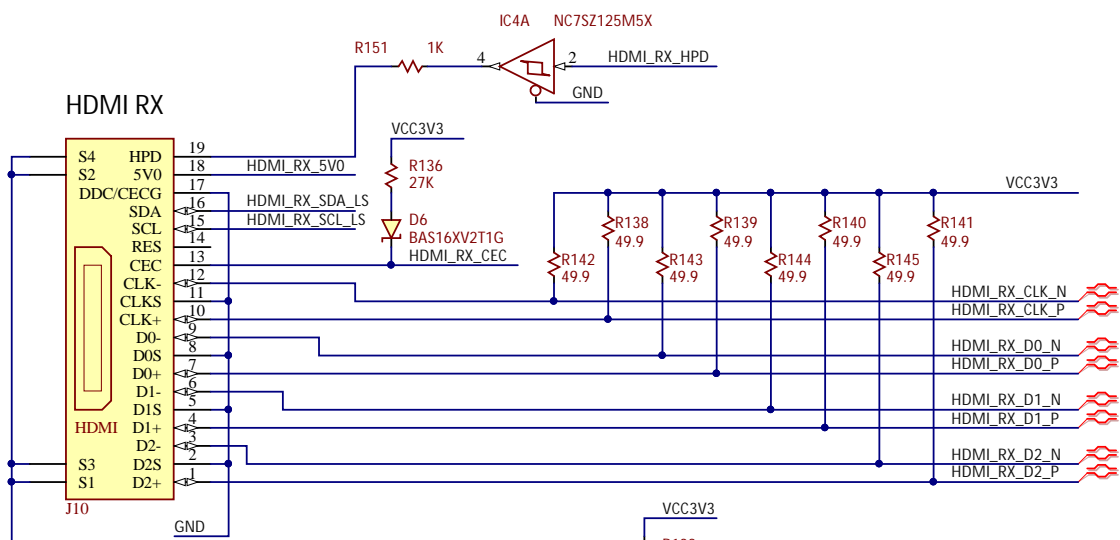 IC4A NC7SZ125M5X
R151 1K 4 2 HDMI_RX_HPD
GND
HDMI RX
VCC3V3
S4 HPD 19
R136
27K
S2 5V0 18 HDMI_RX_5V0
DDC/CECG 17
VCC3V3
SDA 16 HDMI_RX_SDA_LS
SCL 15 HDMI_RX_SCL_LS
D6
BAS16XV2T1G
R138
49.9
R139
49.9
R140
49.9
R141
49.9
RES 14
CEC 13 HDMI_RX_CEC
R142
49.9
R143
49.9
R144
49.9
R145
49.9
CLK- 12
HDMI_RX_CLK_N
CLKS 11
CLK+ 10
HDMI_RX_CLK_P
D0- 9
HDMI_RX_D0_N
D0S 8
D0+ 7
HDMI_RX_D0_P
D1- 6
HDMI_RX_D1_N
D1S 5
HDMI D1+ 4
HDMI_RX_D1_P
D2- 3
HDMI_RX_D2_N
S3 D2S 2
S1 D2+ 1
HDMI_RX_D2_P
J10
GND
VCC3V3